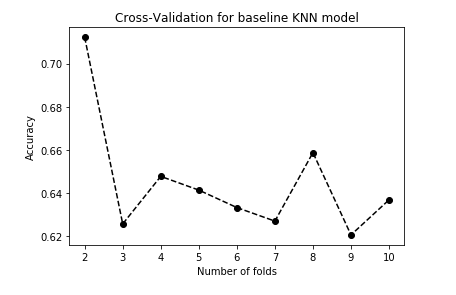 Cross-Validation for baseline KNN model
0.70
0.68
0.66
0.64
0.62
Accuracy
2 3 4 5 6 7 8 9 10
Number of folds